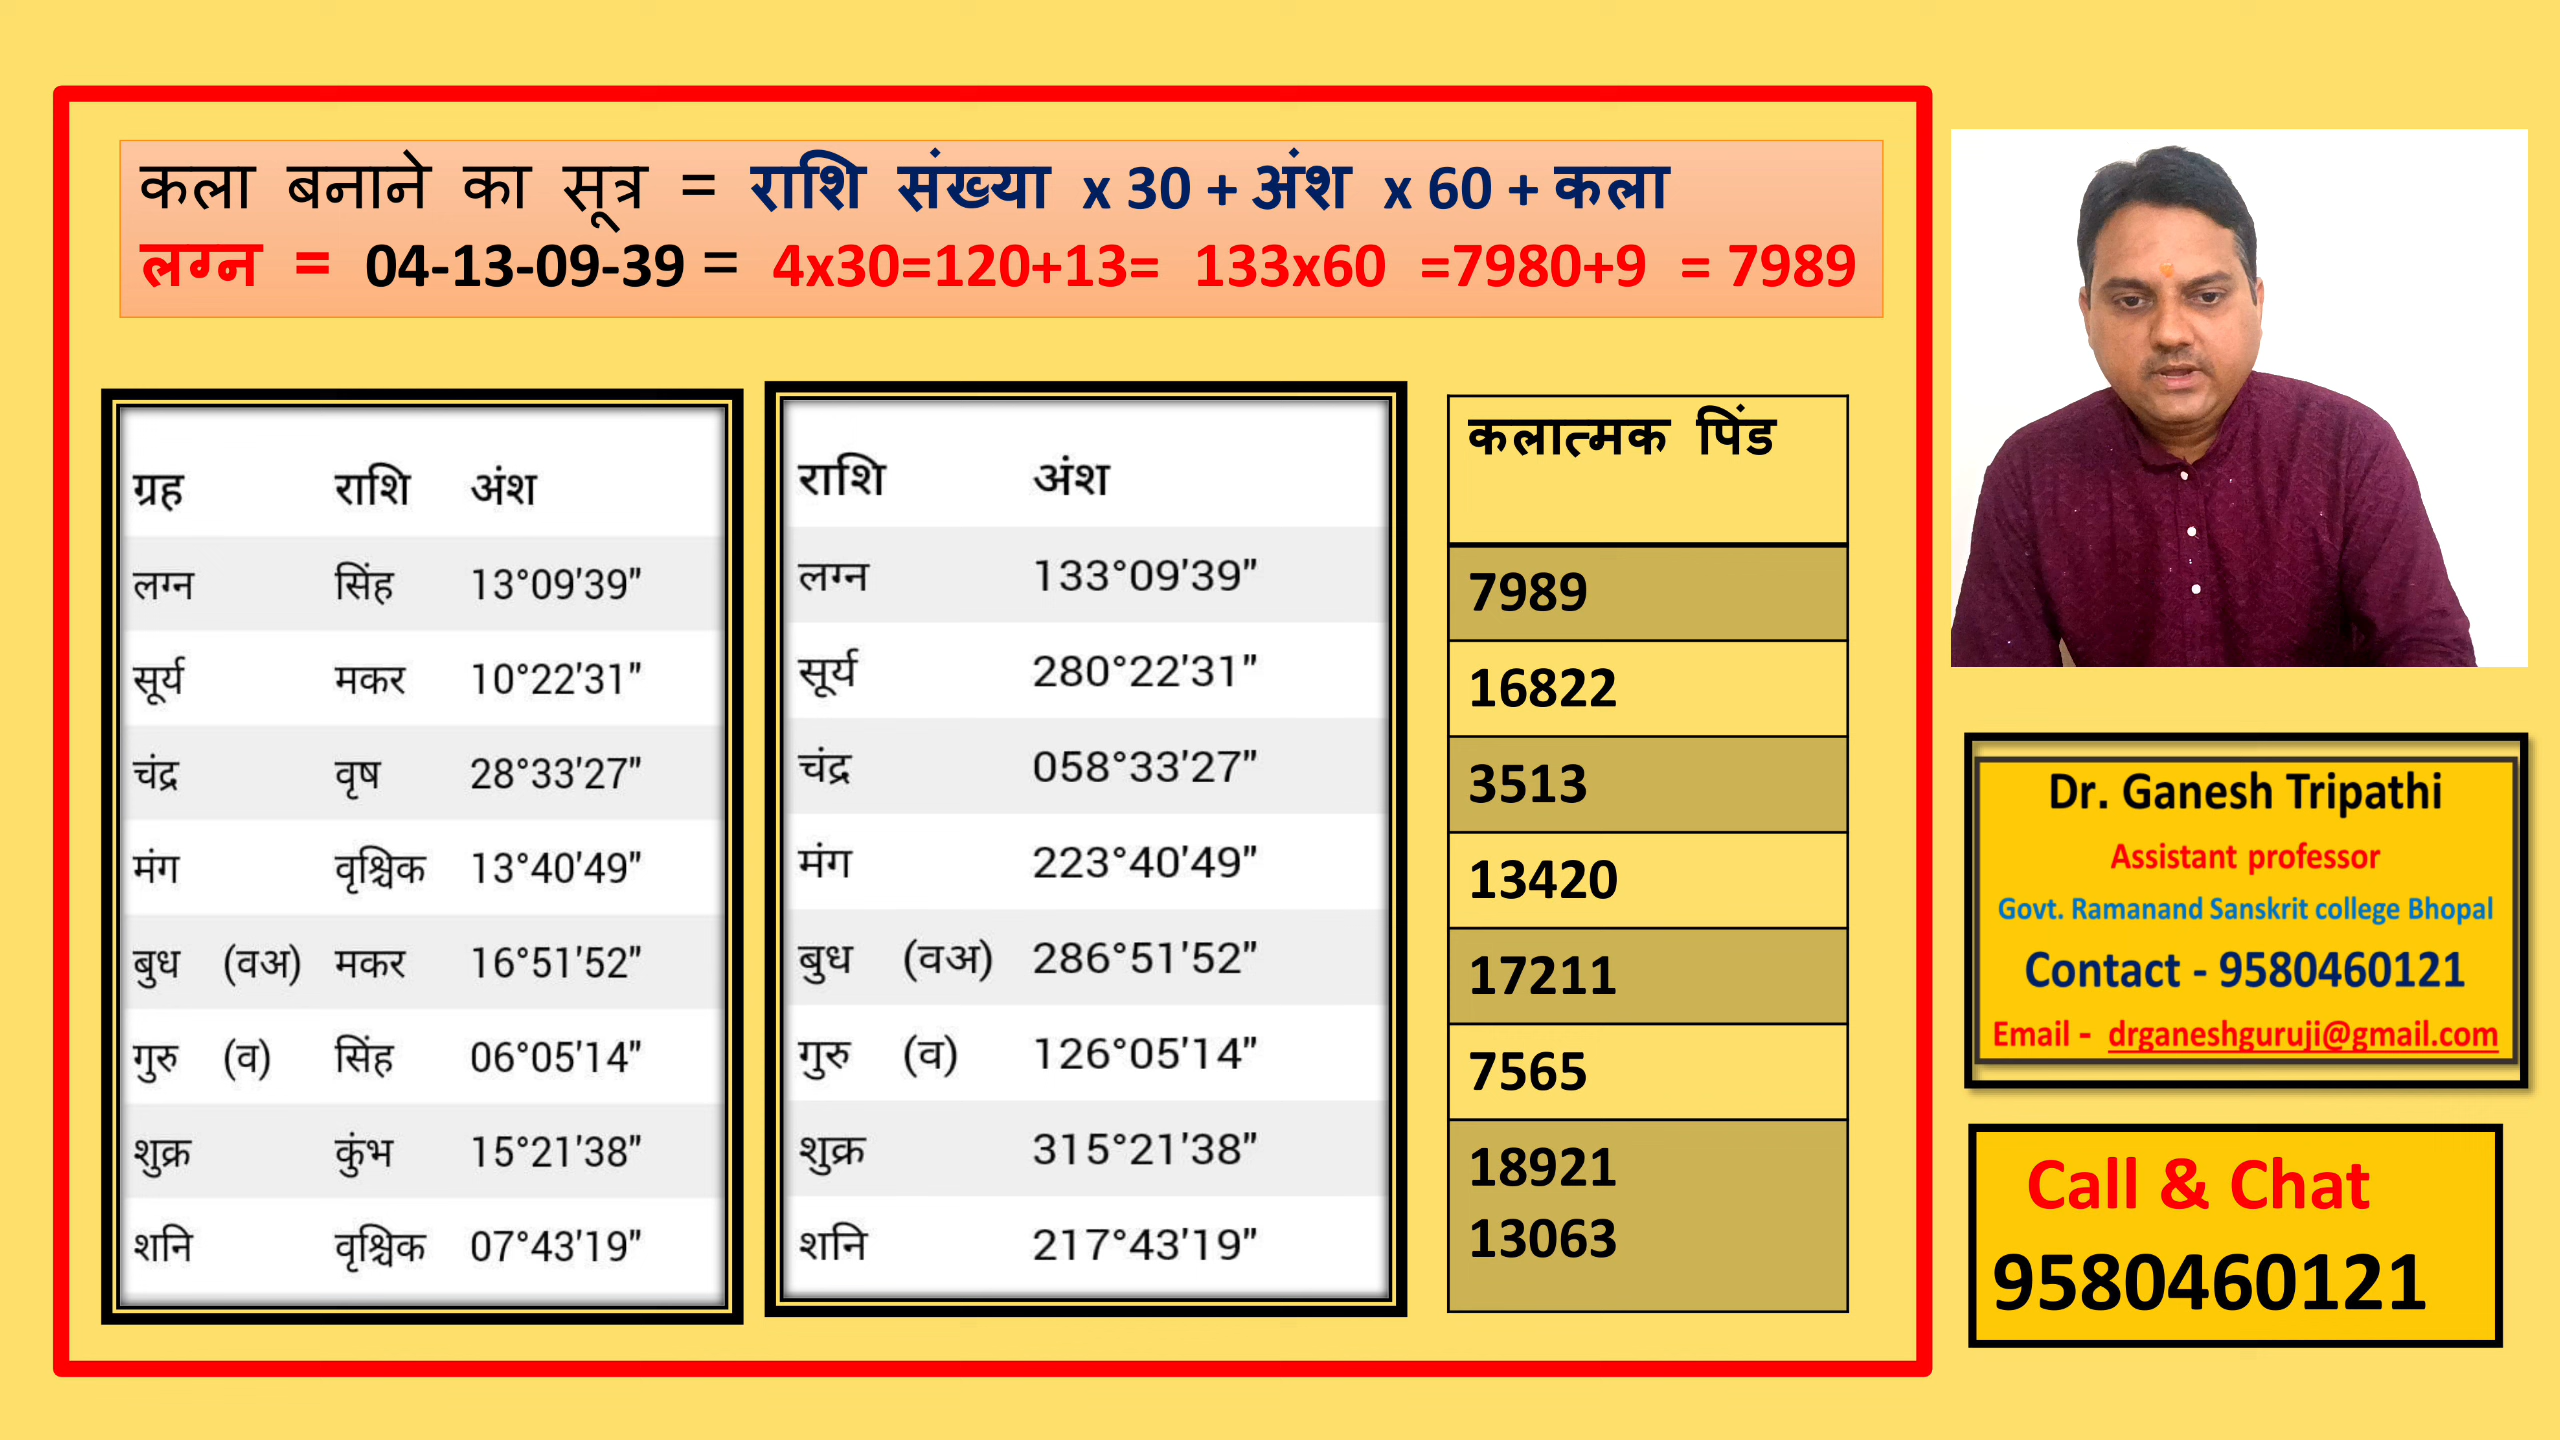 कला बनाने का सूत्र = राशि संख्या x 30 + अंश x 60 + कला
लग्न = 04-13-09-39 = 4x30=120+13= 133x60 =7980+9 = 7989
ग्रह राशि अंश
लग्न सिंह 13°09'39"
सूर्य मकर 10°22'31"
चंद्र वृष 28°33'27"
मंग वृश्चिक 13°40'49"
बुध (वअ) मकर 16°51'52"
गुरु (व) सिंह 06°05'14"
शुक्र कुंभ 15°21'38"
शनि वृश्चिक 07°43'19"
राशि अंश
लग्न 133°09'39"
सूर्य 280°22'31"
चंद्र 058°33'27"
मंग 223°40'49"
बुध (वअ) 286°51'52"
गुरु (व) 126°05'14"
शुक्र 315°21'38"
शनि 217°43'19"
कलात्मक पिंड
7989
16822
3513
13420
17211
7565
18921
13063
Dr. Ganesh Tripathi
Assistant professor
Govt. Ramanand Sanskrit college Bhopal
Contact - 9580460121
Email - drganeshguruji@gmail.com
Call & Chat
9580460121